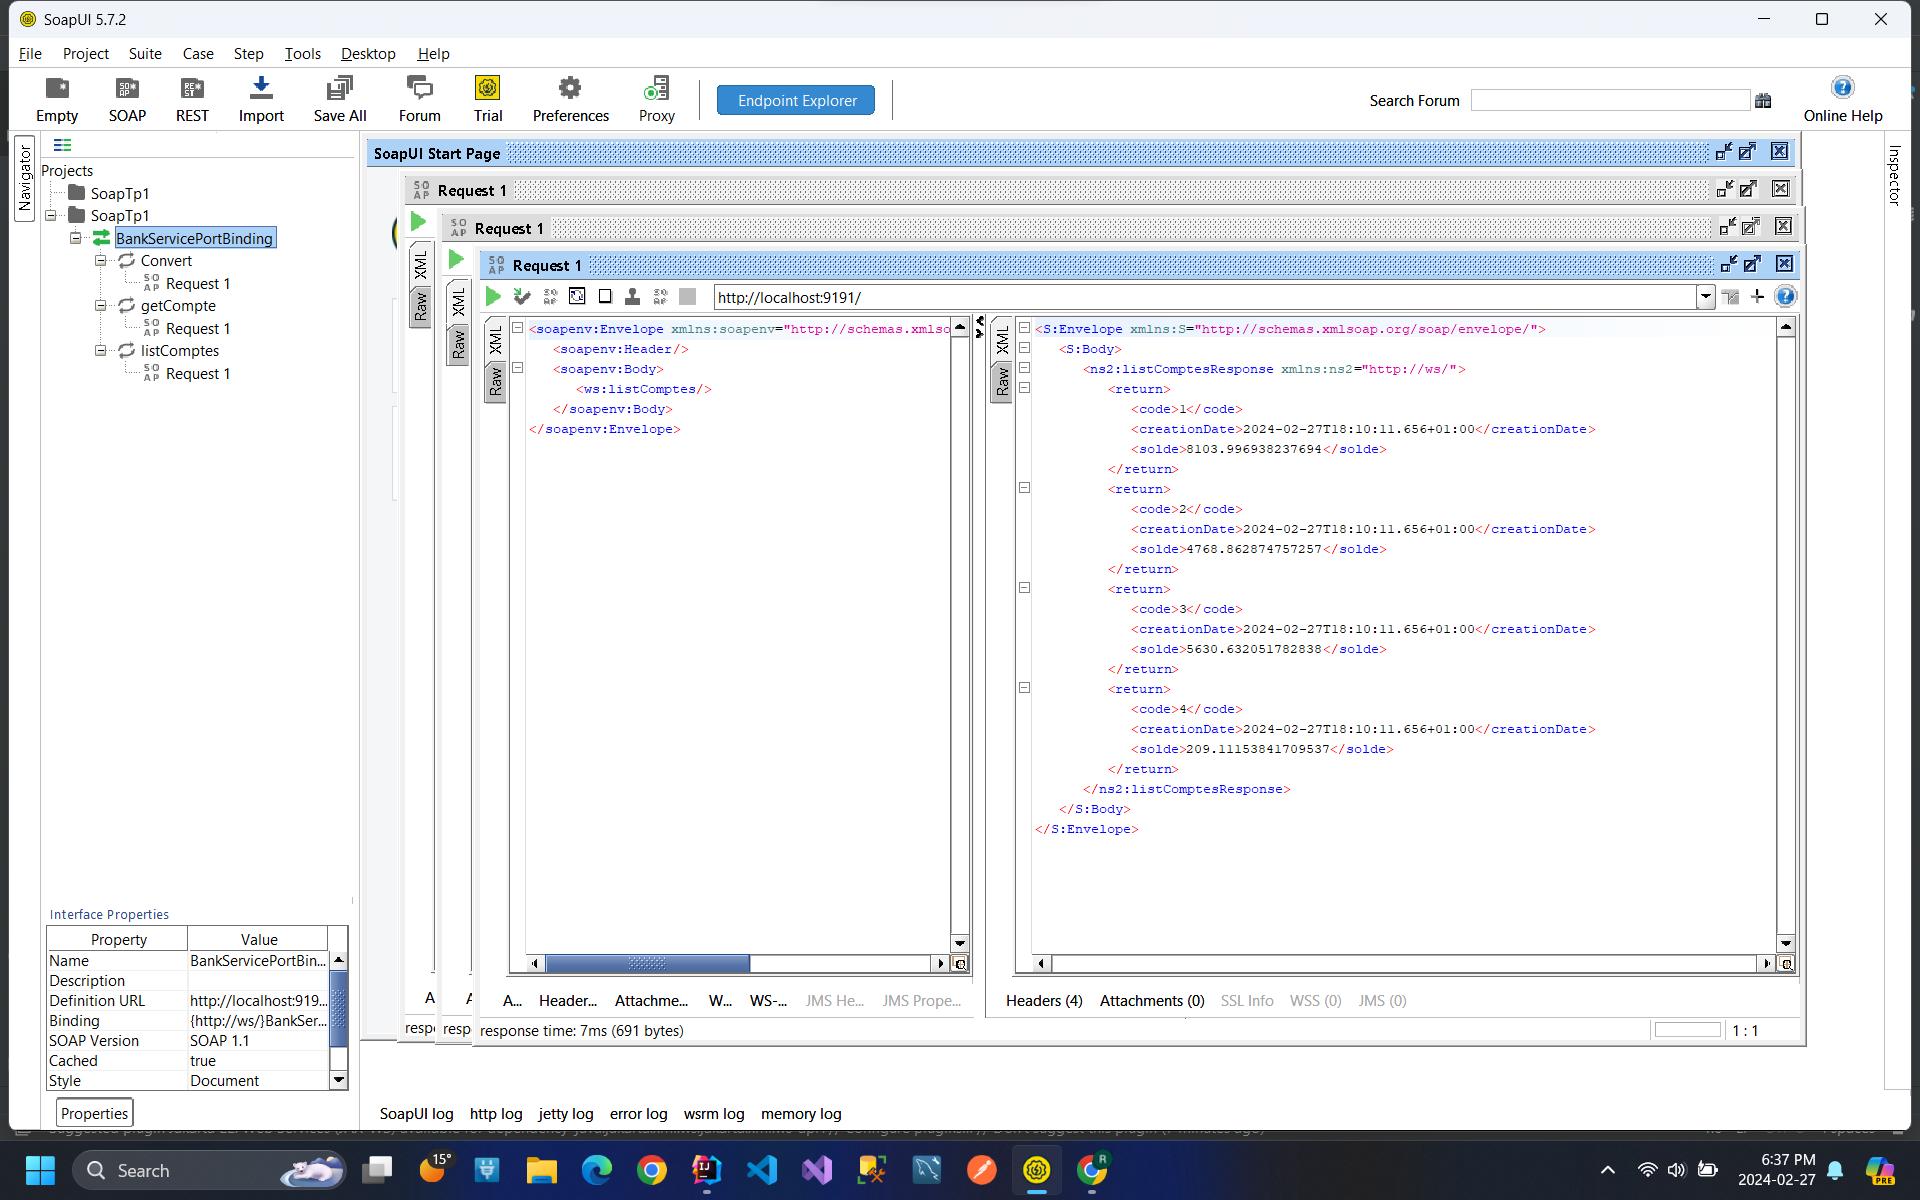 SoapUI 5.7.2
File Project Suite Case Step Tools Desktop Help
Empty SOAP REST Import Save All Forum Trial Preferences Proxy Endpoint Explorer Search Forum Online Help
Navigator
Projects
SoapTp1
SoapTp1
BankServicePortBinding
Convert
Request 1
getCompte
Request 1
listComptes
Request 1
Interface Properties
Property Value
Name BankServicePortBin...
Description
Definition URL http://localhost:919...
Binding {http://ws/}BankSer...
SOAP Version SOAP 1.1
Cached true
Style Document
Properties
SoapUI Start Page
Request 1
Request 1
Request 1
XML
Raw
XML
Raw
http://localhost:9191/
XML
Raw
<soapenv:Envelope xmlns:soapenv="http://schemas.xmlso
<soapenv:Header/>
<soapenv:Body>
<ws:listComptes/>
</soapenv:Body>
</soapenv:Envelope>
XML
Raw
<S:Envelope xmlns:S="http://schemas.xmlsoap.org/soap/envelope/">
<S:Body>
<ns2:listComptesResponse xmlns:ns2="http://ws/">
<return>
<code>1</code>
<creationDate>2024-02-27T18:10:11.656+01:00</creationDate>
<solde>8103.996938237694</solde>
</return>
<return>
<code>2</code>
<creationDate>2024-02-27T18:10:11.656+01:00</creationDate>
<solde>4768.862874757257</solde>
</return>
<return>
<code>3</code>
<creationDate>2024-02-27T18:10:11.656+01:00</creationDate>
<solde>5630.632051782838</solde>
</return>
<return>
<code>4</code>
<creationDate>2024-02-27T18:10:11.656+01:00</creationDate>
<solde>209.11153841709537</solde>
</return>
</ns2:listComptesResponse>
</S:Body>
</S:Envelope>
A... Header... Attachme... W... WS-... JMS He... JMS Prope...
Headers (4) Attachments (0) SSL Info WSS (0) JMS (0)
respo resp response time: 7ms (691 bytes) 1 : 1
SoapUI log http log jetty log error log wsrm log memory log
Inspector
Search
15°
6:37 PM
2024-02-27